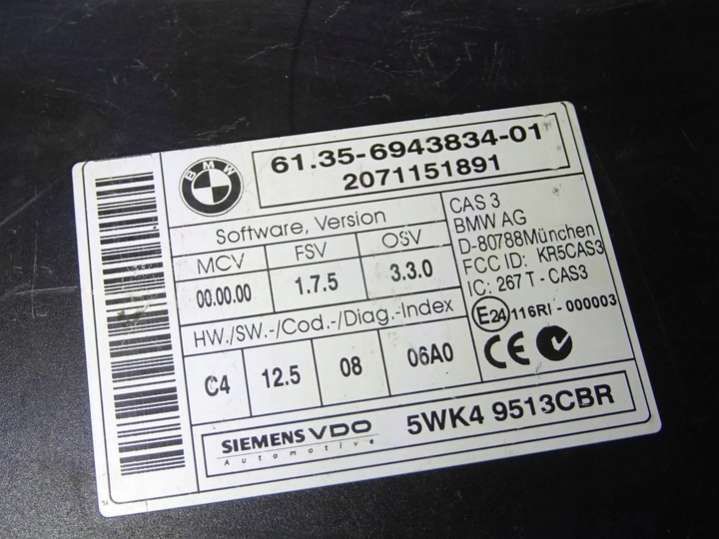 BMW
61.35-6943834-01
2071151891
Software, Version
MCV FSV OSV
00.00.00 1.7.5 3.3.0
HW./SW.-/Cod.-/Diag.-Index
C4 12.5 08 06A0
CAS 3
BMW AG
D-80788München
FCC ID: KR5CAS3
IC: 267 T - CAS3
E24 116RI - 000003
CE N
SIEMENS VDO
Automotive
5WK4 9513CBR